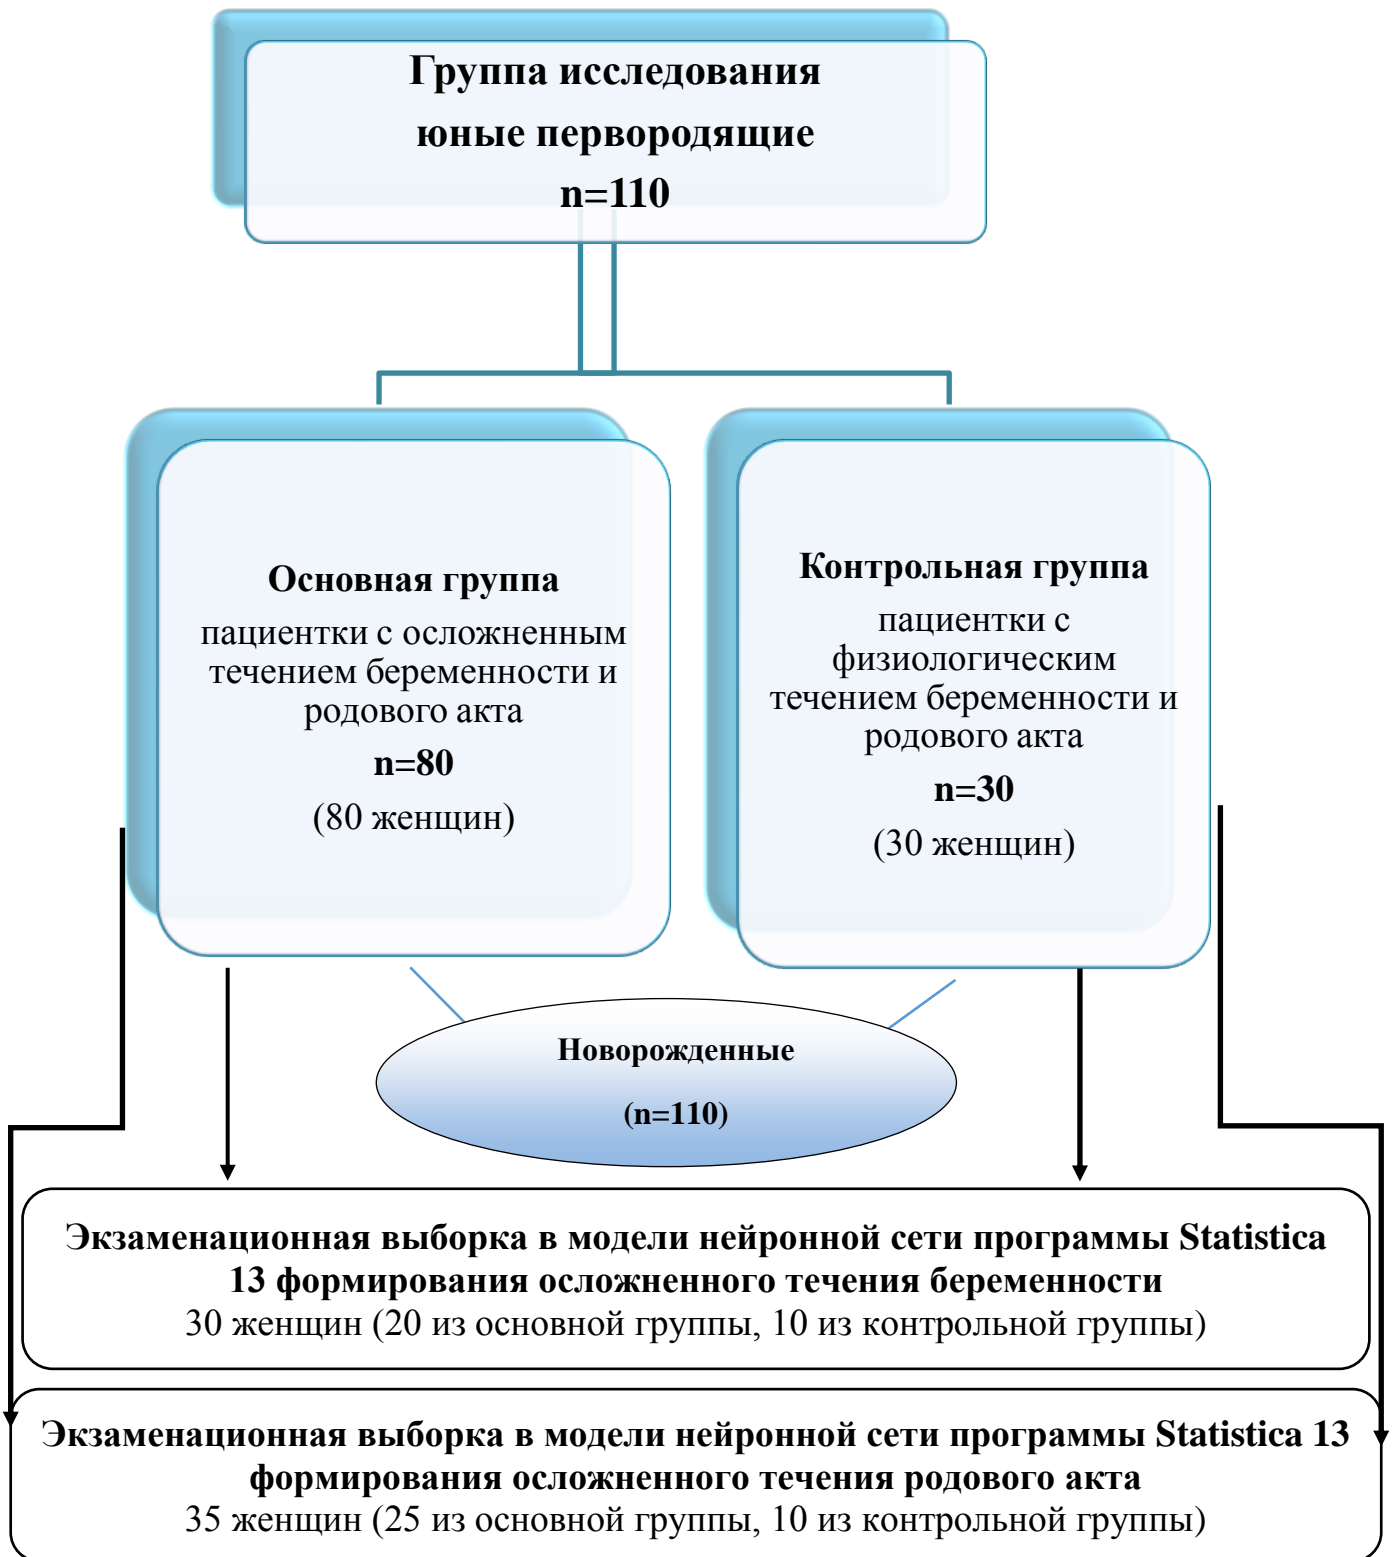 Группа исследования
юные первородящие
n=110
Основная группа
пациентки с осложненным
течением беременности и
родового акта
n=80
(80 женщин)
Контрольная группа
пациентки с
физиологическим
течением беременности и
родового акта
n=30
(30 женщин)
Новорожденные
(n=110)
Экзаменационная выборка в модели нейронной сети программы Statistica
13 формирования осложненного течения беременности
30 женщин (20 из основной группы, 10 из контрольной группы)
Экзаменационная выборка в модели нейронной сети программы Statistica 13
формирования осложненного течения родового акта
35 женщин (25 из основной группы, 10 из контрольной группы)